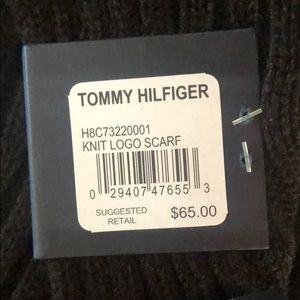 TOMMY HILFIGER
H8C73220001
KNIT LOGO SCARF
0 29407 47655 3
SUGGESTED
RETAIL
$65.00